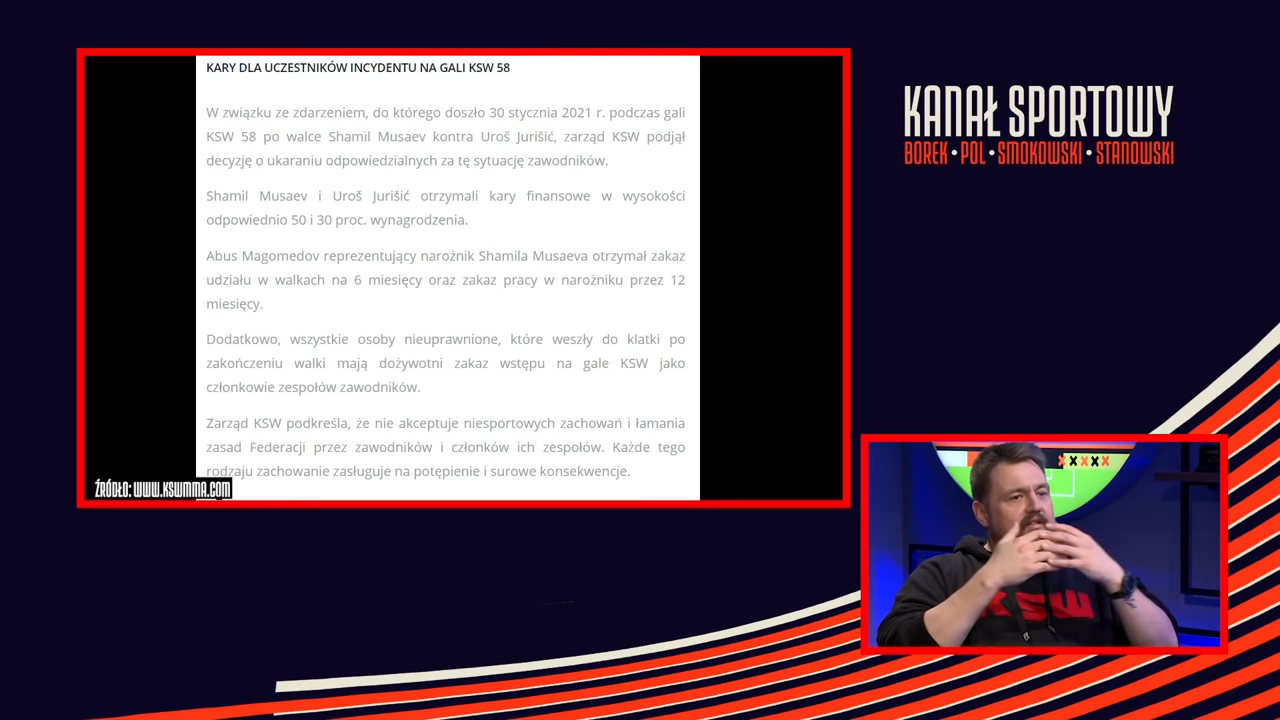 KARY DLA UCZESTNIKÓW INCYDENTU NA GALI KSW 58
W związku ze zdarzeniem, do którego doszło 30 stycznia 2021 r. podczas gali
KSW 58 po walce Shamil Musaev kontra Uroš Jurišić, zarząd KSW podjął
decyzję o ukaraniu odpowiedzialnych za tę sytuację zawodników.
Shamil Musaev i Uroš Jurišić otrzymali kary finansowe w wysokości
odpowiednio 50 i 30 proc. wynagrodzenia.
Abus Magomedov reprezentujący narożnik Shamila Musaeva otrzymał zakaz
udziału w walkach na 6 miesięcy oraz zakaz pracy w narożniku przez 12
miesięcy.
Dodatkowo, wszystkie osoby nieuprawnione, które weszły do klatki po
zakończeniu walki mają dożywotni zakaz wstępu na gale KSW jako
członkowie zespołów zawodników.
Zarząd KSW podkreśla, że nie akceptuje niesportowych zachowań i łamania
zasad Federacji przez zawodników i członków ich zespołów. Każde tego
rodzaju zachowanie zasługuje na potępienie i surowe konsekwencje.
ŹRÓDŁO: WWW.KSWMMA.COM
KANAŁ SPORTOWY
BOREK • POL • SMOKOWSKI • STANOWSKI
KSW